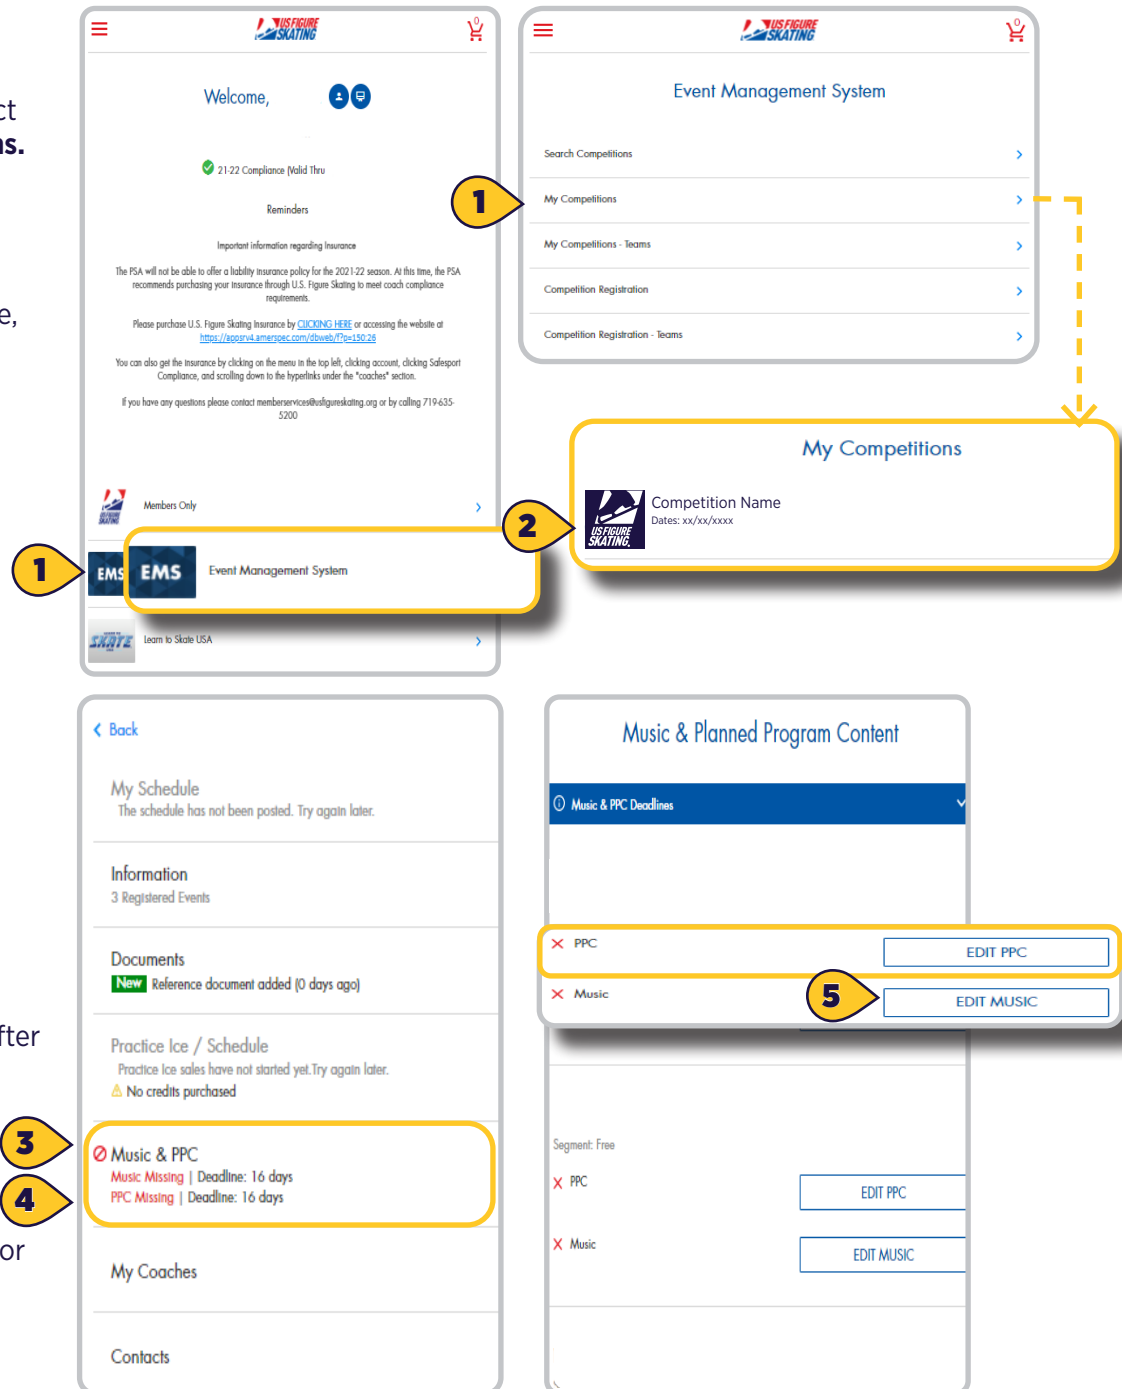 ct
ns.
e,
fter
or
US FIGURE
SKATING
0
Welcome,
21-22 Compliance (Valid Thru
Reminders
Important information regarding Insurance
The PSA will not be able to offer a liability insurance policy for the 2021-22 season. At this time, the PSA
recommends purchasing your insurance through U.S. Figure Skating to meet coach compliance
requirements.
Please purchase U.S. Figure Skating Insurance by CLICKING HERE or accessing the website at
https://appsrv4.amerspec.com/dbweb/f?p=150:26
You can also get the insurance by clicking on the menu in the top left, clicking account, clicking Safesport
Compliance, and scrolling down to the hyperlinks under the "coaches" section.
If you have any questions please contact memberservices@usfigureskating.org or by calling 719-635-
5200
US FIGURE
SKATING
Members Only
1
EMS
EMS
Event Management System
SKATE
Learn to Skate USA
US FIGURE
SKATING
0
Event Management System
Search Competitions
1
My Competitions
My Competitions - Teams
Competition Registration
Competition Registration - Teams
My Competitions
2
US FIGURE
SKATING.
Competition Name
Dates: xx/xx/xxxx
Back
My Schedule
The schedule has not been posted. Try again later.
Information
3 Registered Events
Documents
New Reference document added (0 days ago)
Practice Ice / Schedule
Practice Ice sales have not started yet.Try again later.
No credits purchased
3
Music & PPC
Music Missing | Deadline: 16 days
4
PPC Missing | Deadline: 16 days
My Coaches
Contacts
Music & Planned Program Content
Music & PPC Deadlines
PPC
EDIT PPC
Music
5
EDIT MUSIC
Segment: Free
PPC
EDIT PPC
Music
EDIT MUSIC